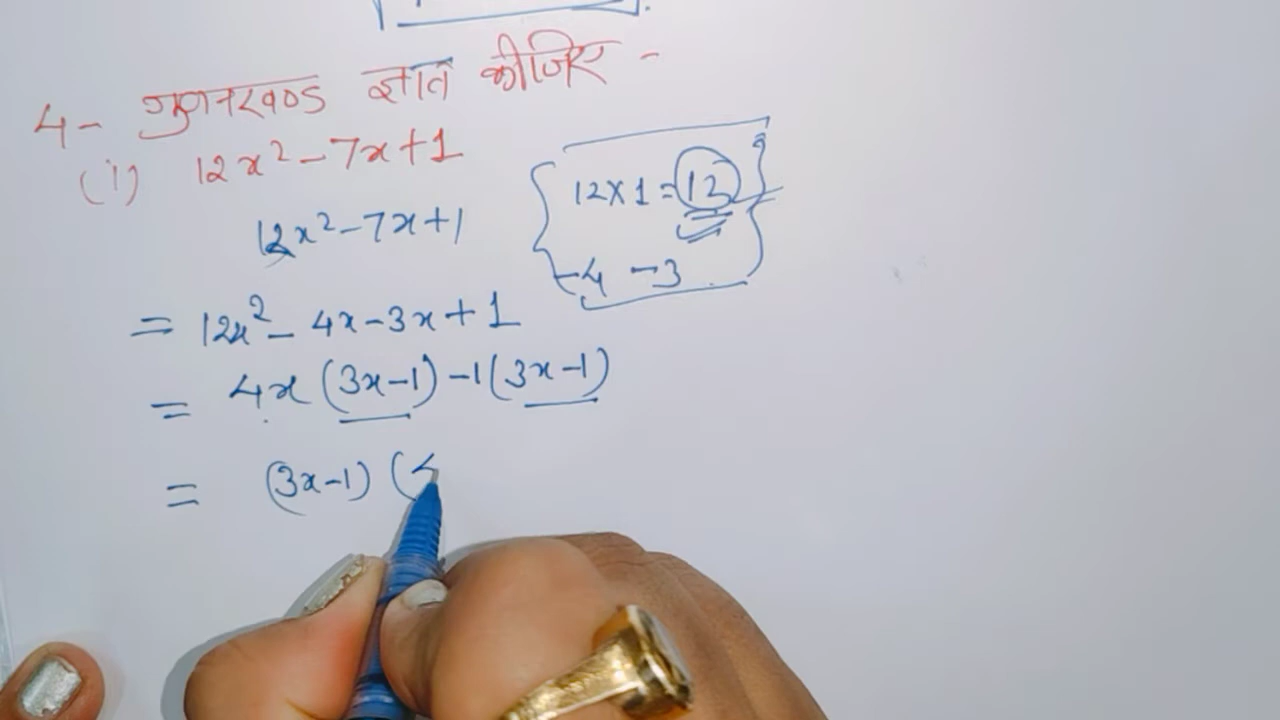 4- गुणनखण्ड ज्ञात कीजिए -
(i) 12x² - 7x + 1
12x² - 7x + 1
12 X 1 = 12
-4 -3
= 12x² - 4x - 3x + 1
= 4x (3x-1) -1 (3x-1)
= (3x-1) (4